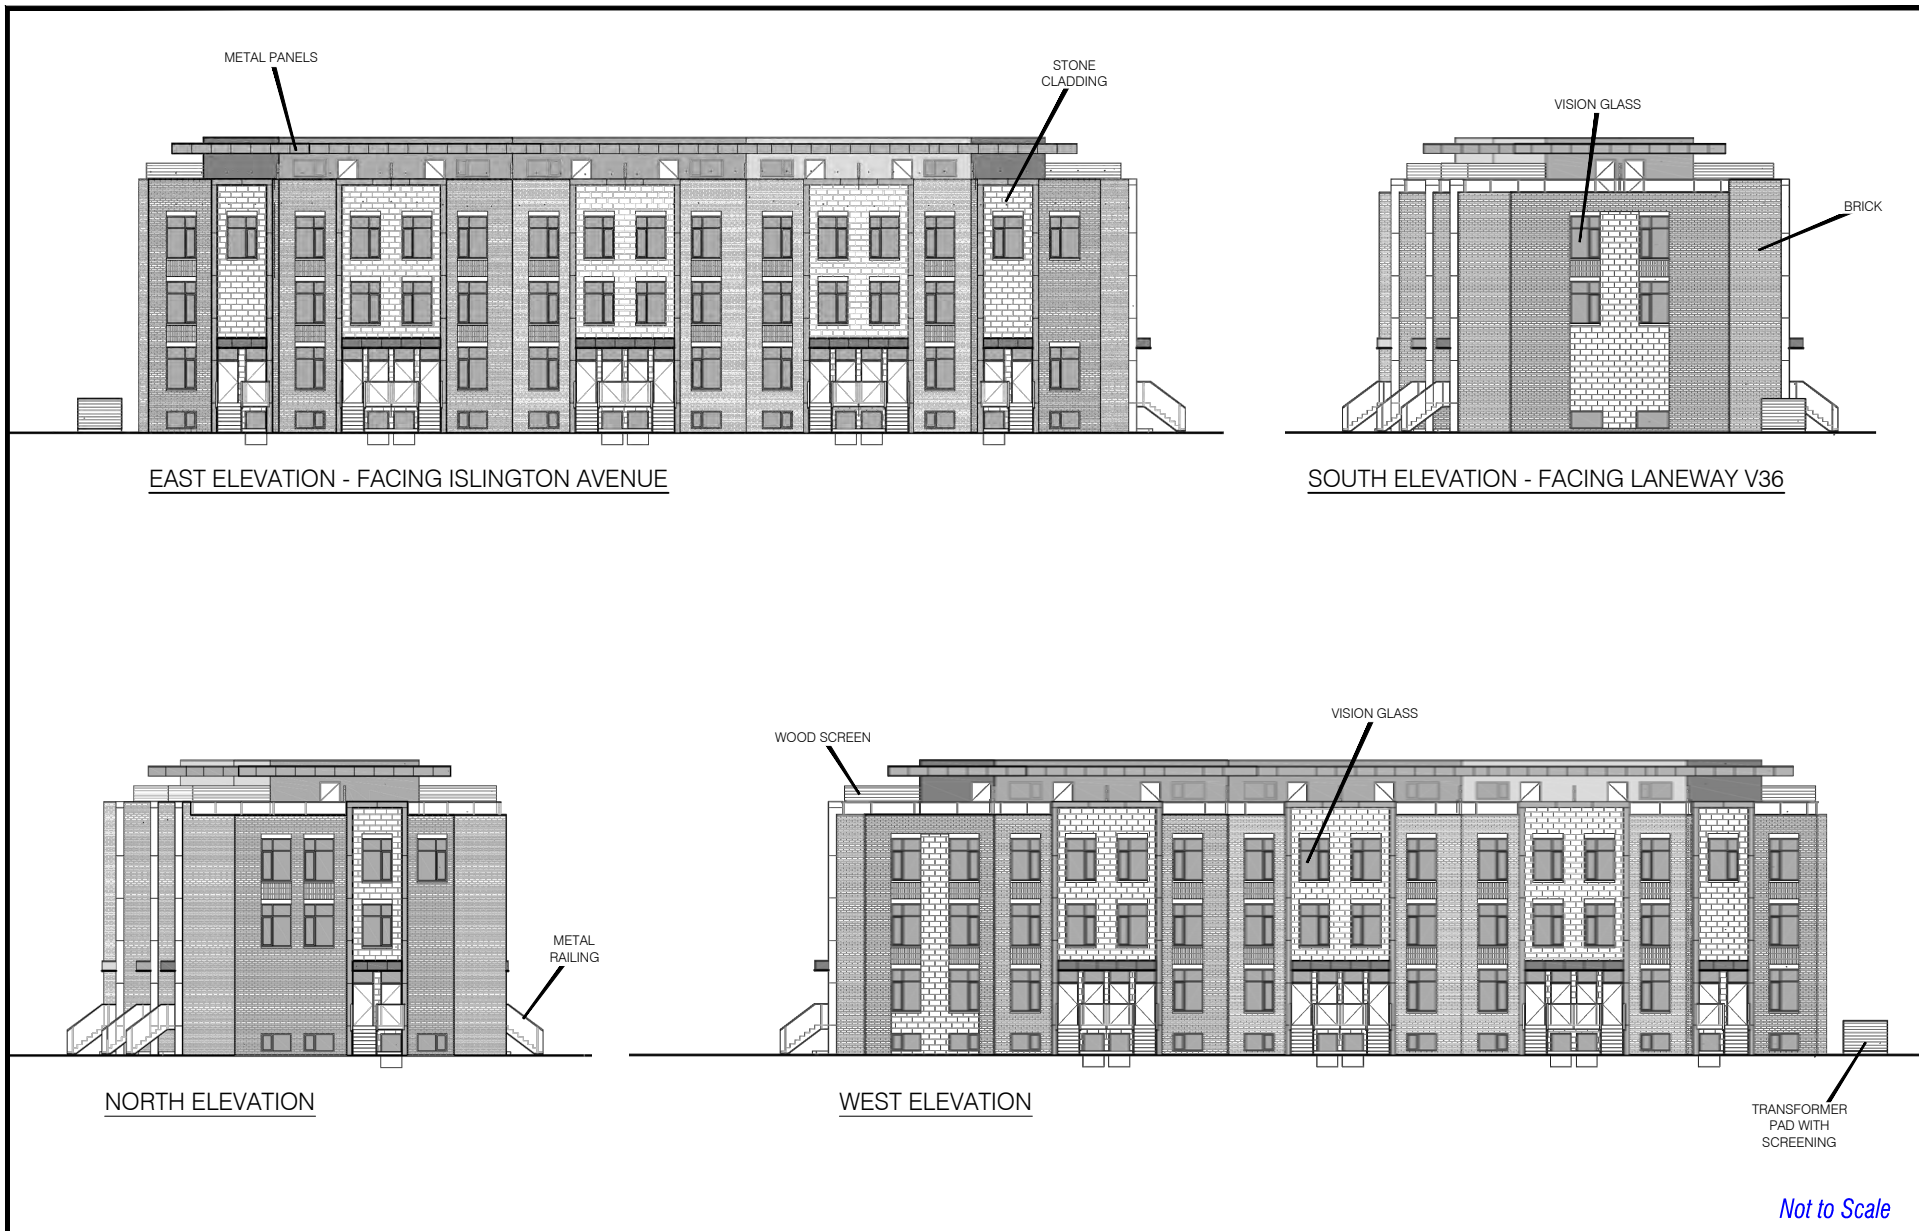 METAL PANELS
STONE
CLADDING
VISION GLASS
BRICK
EAST ELEVATION - FACING ISLINGTON AVENUE
SOUTH ELEVATION - FACING LANEWAY V36
WOOD SCREEN
VISION GLASS
METAL
RAILING
NORTH ELEVATION
WEST ELEVATION
TRANSFORMER
PAD WITH
SCREENING
Not to Scale